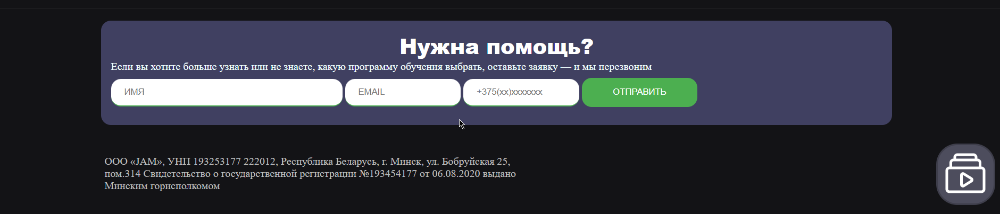 Нужна помощь?
Если вы хотите больше узнать или не знаете, какую программу обучения выбрать, оставьте заявку — и мы перезвоним
ИМЯ EMAIL +375(xx)xxxxxxx ОТПРАВИТЬ
ООО «JAM», УНП 193253177 222012, Республика Беларусь, г. Минск, ул. Бобруйская 25,
пом.314 Свидетельство о государственной регистрации №193454177 от 06.08.2020 выдано
Минским горисполкомом